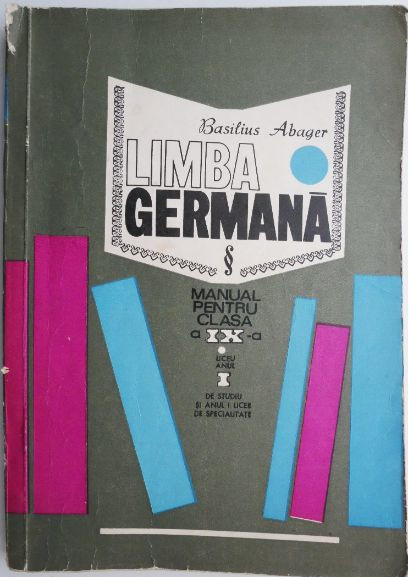 Basilius Abager
LIMBA
GERMANĂ
§
MANUAL
PENTRU
CLASA
a IX-a
LICEU
ANUL
I
DE STUDIU
ȘI ANUL I LICEE
DE SPECIALITATE